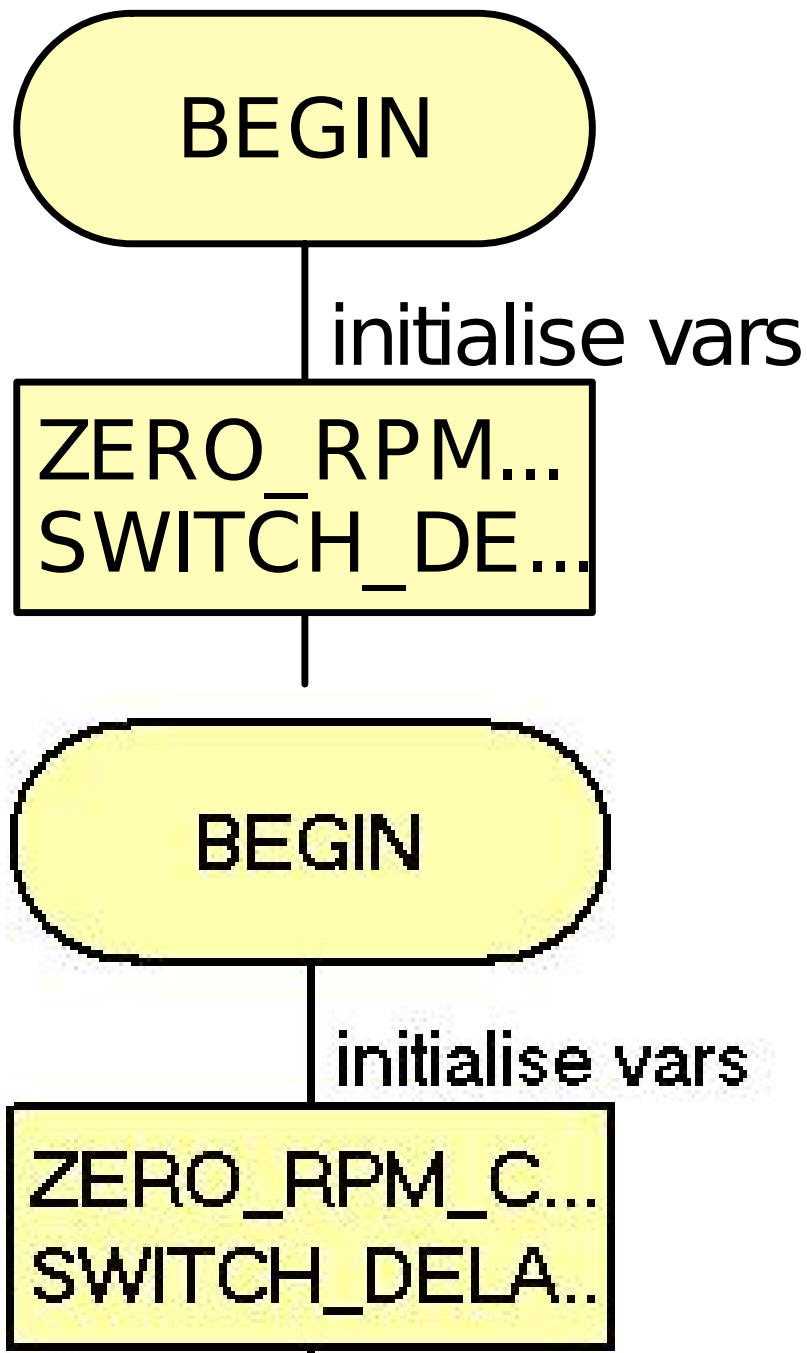 BEGIN
initialise vars
ZERO_RPM...
SWITCH_DE...
BEGIN
initialise vars
ZERO_RPM_C...
SWITCH_DELA..